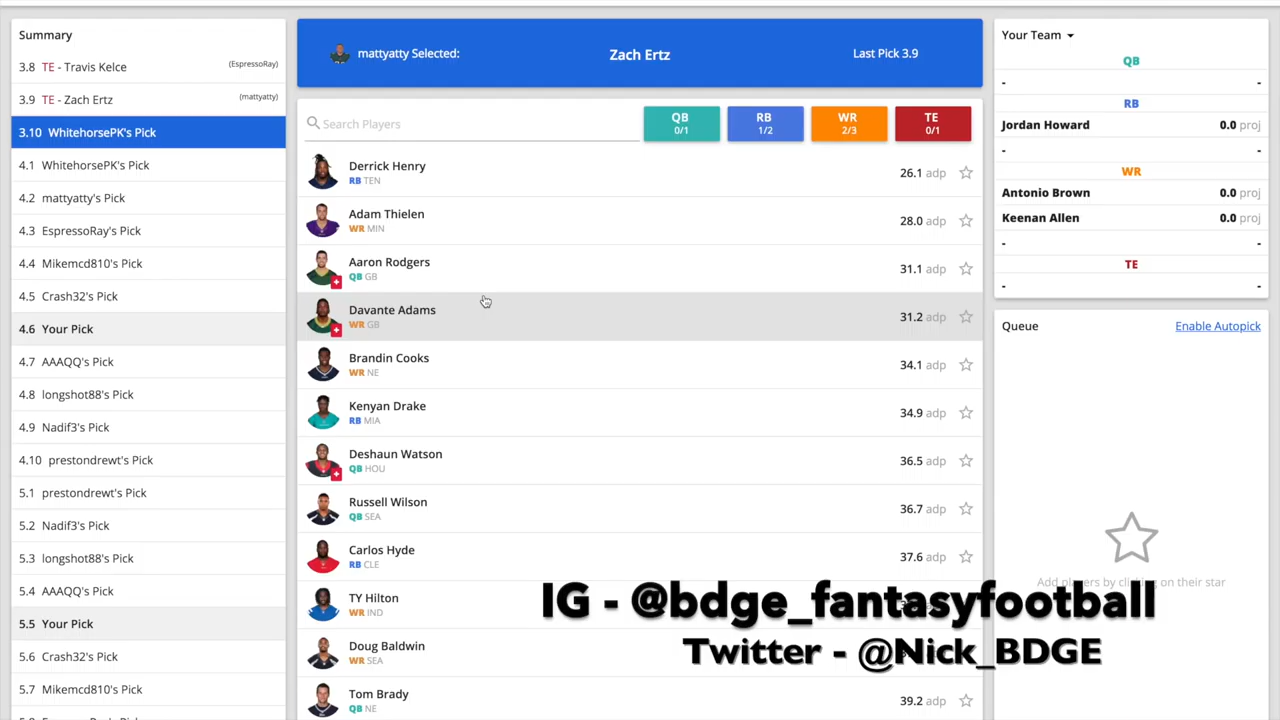 Summary
3.8 TE - Travis Kelce (EspressoRay)
3.9 TE - Zach Ertz (mattyatty)
3.10 WhitehorsePK's Pick
4.1 WhitehorsePK's Pick
4.2 mattyatty's Pick
4.3 EspressoRay's Pick
4.4 Mikemcd810's Pick
4.5 Crash32's Pick
4.6 Your Pick
4.7 AAAQQ's Pick
4.8 longshot88's Pick
4.9 Nadif3's Pick
4.10 prestondrewt's Pick
5.1 prestondrewt's Pick
5.2 Nadif3's Pick
5.3 longshot88's Pick
5.4 AAAQQ's Pick
5.5 Your Pick
5.6 Crash32's Pick
5.7 Mikemcd810's Pick
mattyatty Selected: Zach Ertz Last Pick 3.9
Search Players
QB 0/1
RB 1/2
WR 2/3
TE 0/1
Derrick Henry 26.1 adp
RB TEN
Adam Thielen 28.0 adp
WR MIN
Aaron Rodgers 31.1 adp
QB GB
Davante Adams 31.2 adp
WR GB
Brandin Cooks 34.1 adp
WR NE
Kenyan Drake 34.9 adp
RB MIA
Deshaun Watson 36.5 adp
QB HOU
Russell Wilson 36.7 adp
QB SEA
Carlos Hyde 37.6 adp
RB CLE
TY Hilton
WR IND
Doug Baldwin
WR SEA
Tom Brady 39.2 adp
QB NE
Your Team
QB
- -
RB
Jordan Howard 0.0 proj
- -
WR
Antonio Brown 0.0 proj
Keenan Allen 0.0 proj
- -
TE
- -
Queue Enable Autopick
Add players by clicking on their star
IG - @bdge_fantasyfootball
Twitter - @Nick_BDGE